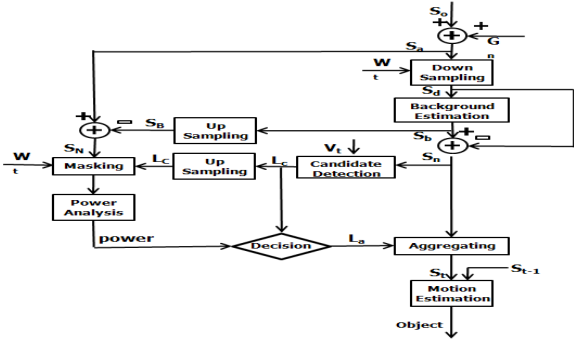 So
+ +
+ G
n
Sa
W
t
Down
Sampling
Sd
Background
Estimation
+ -
SB
Up
Sampling
Sb
+ -
+
+
SN
Vt
Sn
W
t
Masking
LC
Up
Sampling
Lc
Candidate
Detection
Power
Analysis
power
Decision
La
Aggregating
St
St-1
Motion
Estimation
Object